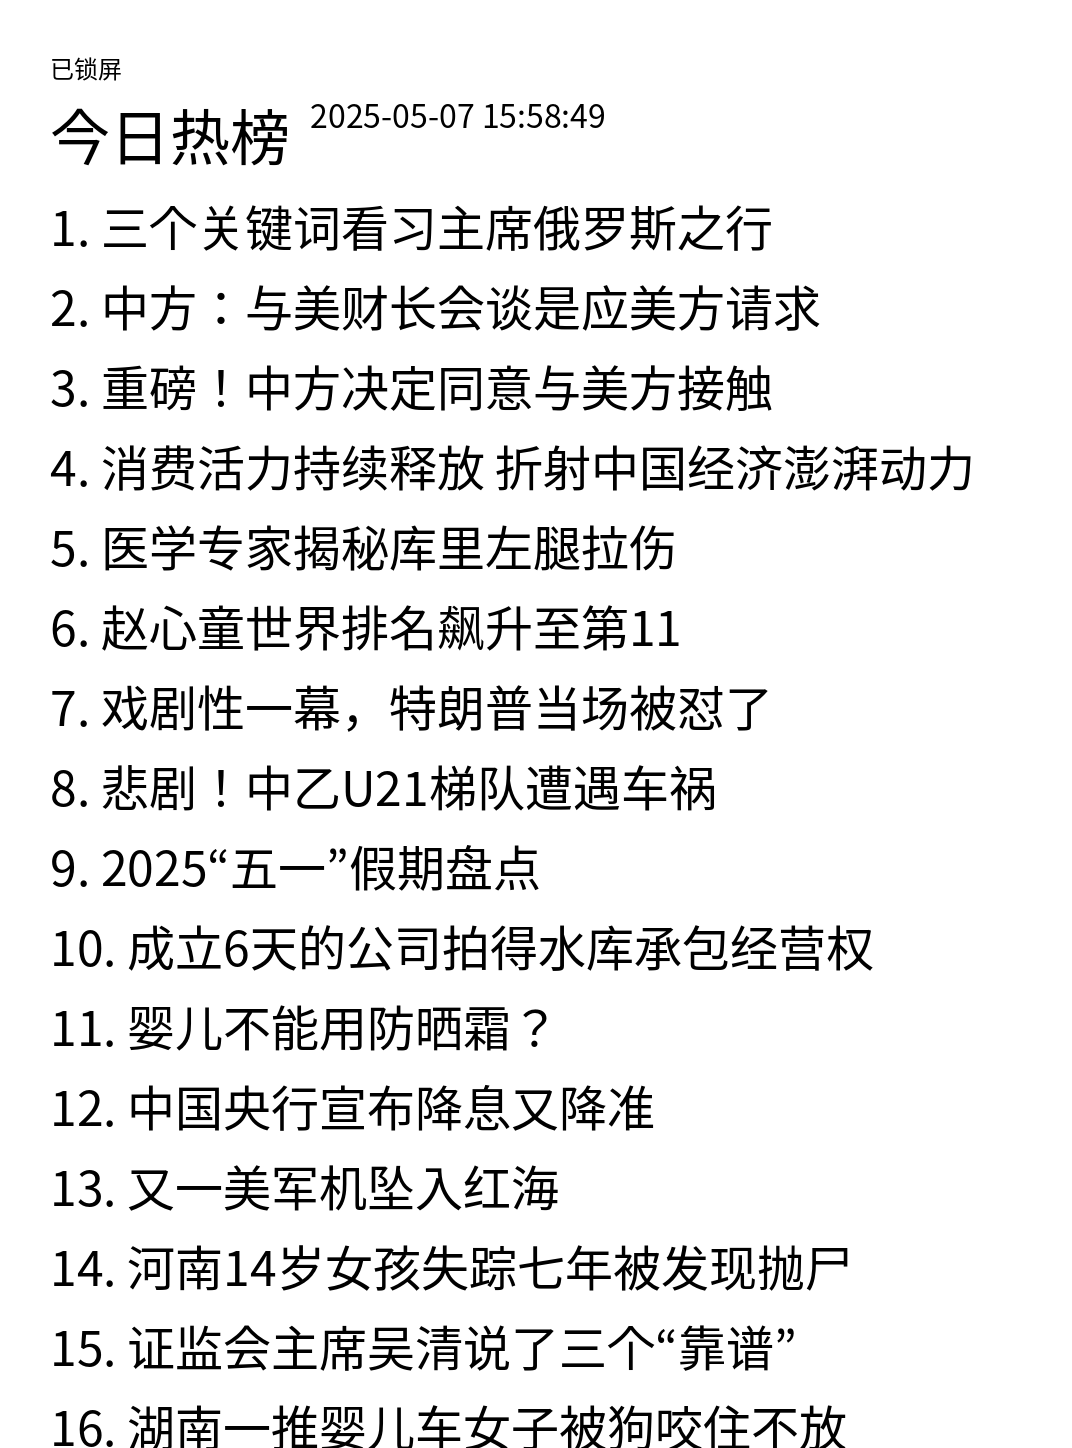 已锁屏
今日热榜 2025-05-07 15:58:49
1. 三个关键词看习主席俄罗斯之行
2. 中方：与美财长会谈是应美方请求
3. 重磅！中方决定同意与美方接触
4. 消费活力持续释放 折射中国经济澎湃动力
5. 医学专家揭秘库里左腿拉伤
6. 赵心童世界排名飙升至第11
7. 戏剧性一幕，特朗普当场被怼了
8. 悲剧！中乙U21梯队遭遇车祸
9. 2025“五一”假期盘点
10. 成立6天的公司拍得水库承包经营权
11. 婴儿不能用防晒霜？
12. 中国央行宣布降息又降准
13. 又一美军机坠入红海
14. 河南14岁女孩失踪七年被发现抛尸
15. 证监会主席吴清说了三个“靠谱”
16. 湖南一推婴儿车女子被狗咬住不放